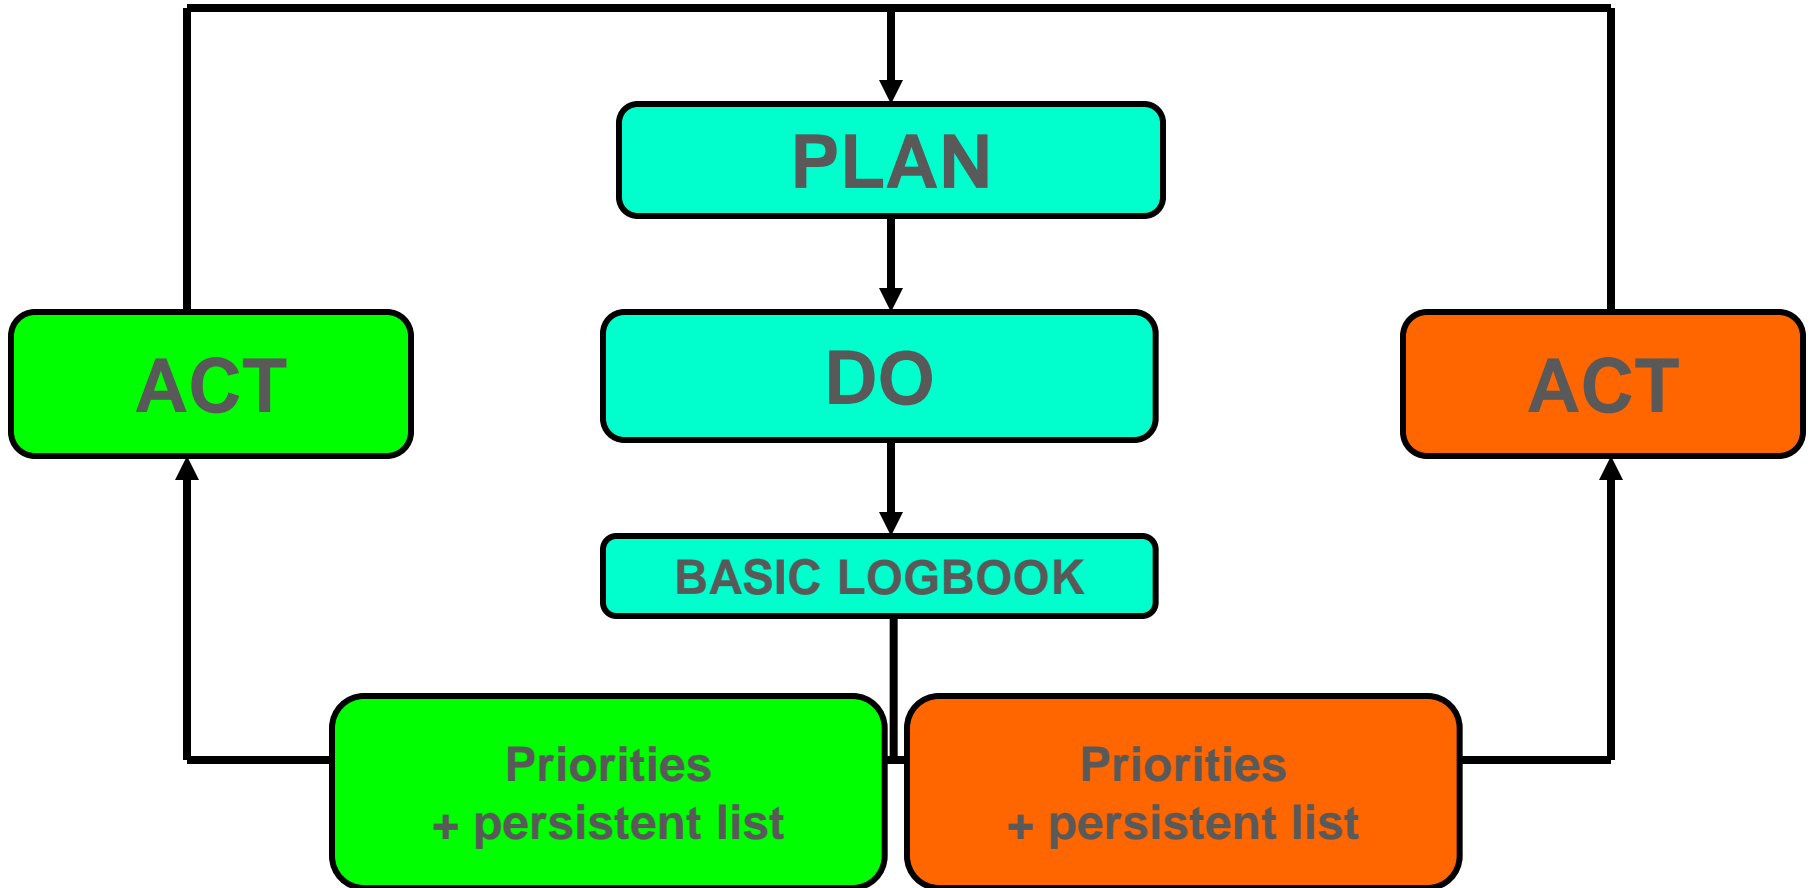 PLAN
ACT
DO
ACT
BASIC LOGBOOK
Priorities
+ persistent list
Priorities
+ persistent list